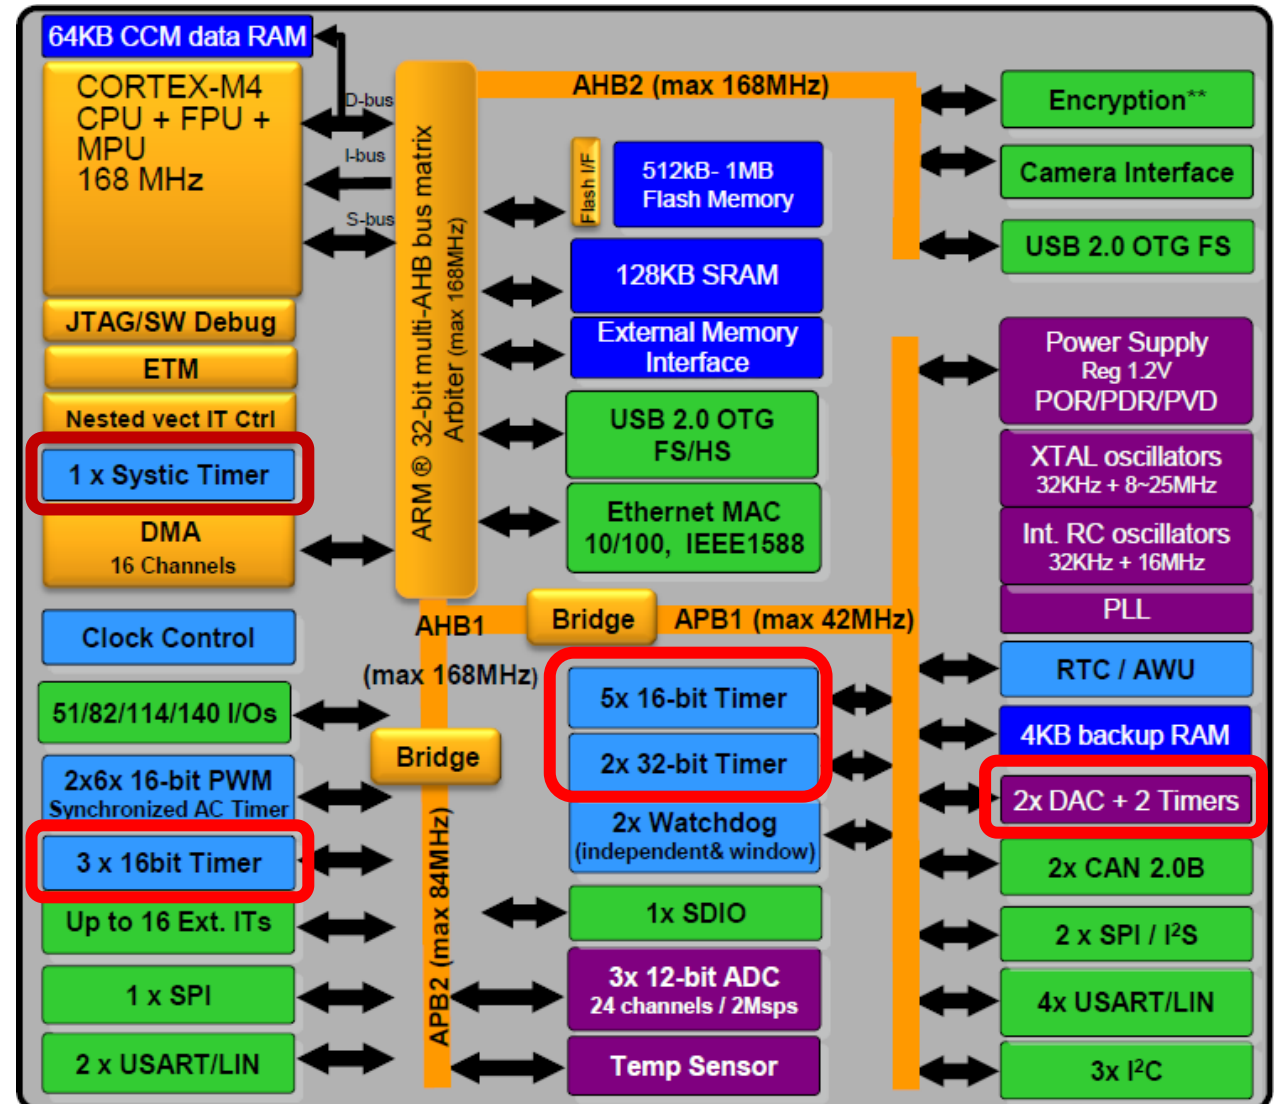 64KB CCM data RAM
CORTEX-M4
CPU + FPU +
MPU
168 MHz
D-bus
I-bus
S-bus
JTAG/SW Debug
ETM
Nested vect IT Ctrl
1 x Systic Timer
DMA
16 Channels
Clock Control
51/82/114/140 I/Os
2x6x 16-bit PWM
Synchronized AC Timer
3 x 16bit Timer
Up to 16 Ext. ITs
1 x SPI
2 x USART/LIN
ARM ® 32-bit multi-AHB bus matrix
Arbiter (max 168MHz)
AHB2 (max 168MHz)
Flash I/F
512kB- 1MB
Flash Memory
128KB SRAM
External Memory
Interface
USB 2.0 OTG
FS/HS
Ethernet MAC
10/100, IEEE1588
AHB1
(max 168MHz)
Bridge
APB1 (max 42MHz)
Bridge
APB2 (max 84MHz)
5x 16-bit Timer
2x 32-bit Timer
2x Watchdog
(independent& window)
1x SDIO
3x 12-bit ADC
24 channels / 2Msps
Temp Sensor
Encryption**
Camera Interface
USB 2.0 OTG FS
Power Supply
Reg 1.2V
POR/PDR/PVD
XTAL oscillators
32KHz + 8~25MHz
Int. RC oscillators
32KHz + 16MHz
PLL
RTC / AWU
4KB backup RAM
2x DAC + 2 Timers
2x CAN 2.0B
2 x SPI / I²S
4x USART/LIN
3x I²C